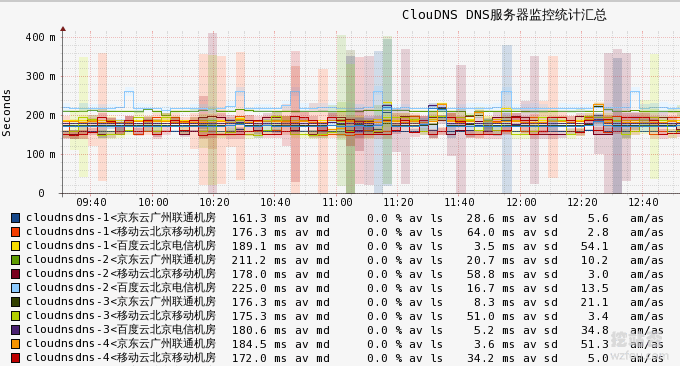 ClouDNS DNS服务器监控统计汇总
Seconds
400 m
300 m
200 m
100 m
0
09:40 10:00 10:20 10:40 11:00 11:20 11:40 12:00 12:20 12:40
cloudnsdns-1<京东云广州联通机房 161.3 ms av md 0.0 % av ls 28.6 ms av sd 5.6 am/as
cloudnsdns-1<移动云北京移动机房 176.3 ms av md 0.0 % av ls 64.0 ms av sd 2.8 am/as
cloudnsdns-1<百度云北京电信机房 189.1 ms av md 0.0 % av ls 3.5 ms av sd 54.1 am/as
cloudnsdns-2<京东云广州联通机房 211.2 ms av md 0.0 % av ls 20.7 ms av sd 10.2 am/as
cloudnsdns-2<移动云北京移动机房 178.0 ms av md 0.0 % av ls 58.8 ms av sd 3.0 am/as
cloudnsdns-2<百度云北京电信机房 225.0 ms av md 0.0 % av ls 16.7 ms av sd 13.5 am/as
cloudnsdns-3<京东云广州联通机房 176.3 ms av md 0.0 % av ls 8.3 ms av sd 21.1 am/as
cloudnsdns-3<移动云北京移动机房 175.3 ms av md 0.0 % av ls 51.0 ms av sd 3.4 am/as
cloudnsdns-3<百度云北京电信机房 180.6 ms av md 0.0 % av ls 5.2 ms av sd 34.8 am/as
cloudnsdns-4<京东云广州联通机房 184.5 ms av md 0.0 % av ls 3.6 ms av sd 51.3 am/as
cloudnsdns-4<移动云北京移动机房 172.0 ms av md 0.0 % av ls 34.2 ms av sd 5.0 am/as
挖站否
wzfou.com